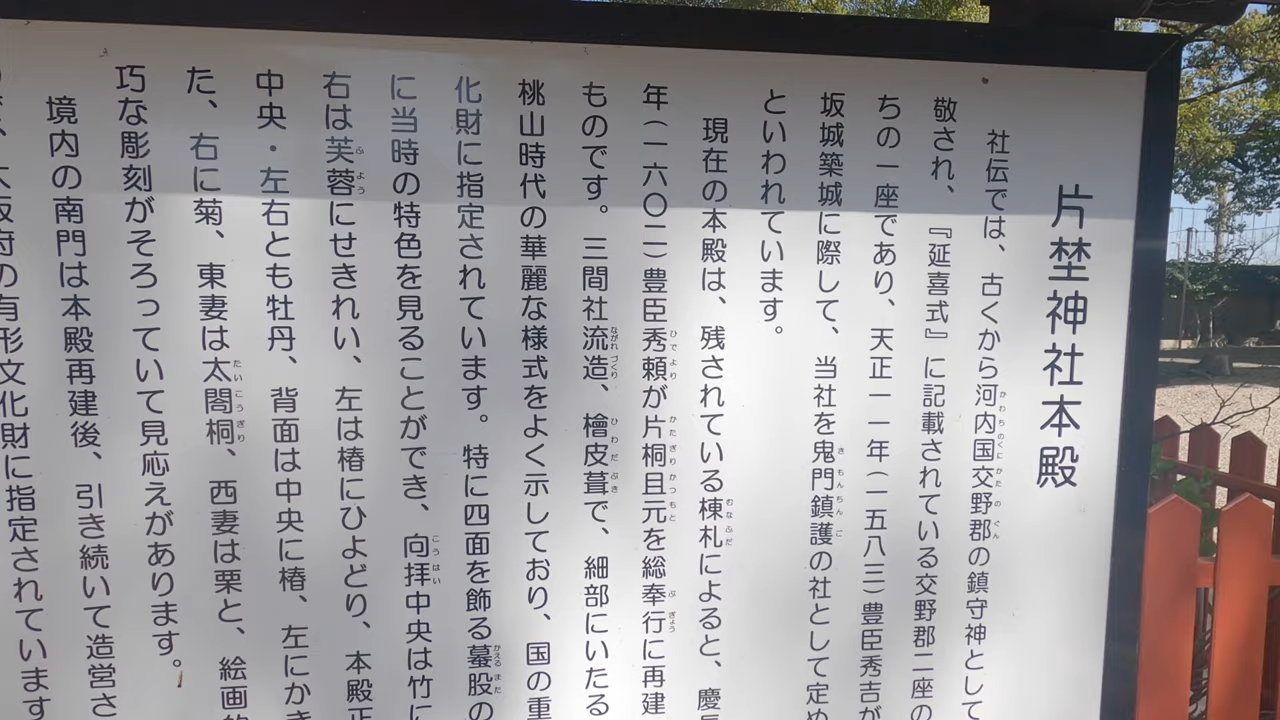 片埜神社本殿
社伝では、古くから河内国交野郡の鎮守神として
敬され、『延喜式』に記載されている交野郡二座の
ちの一座であり、天正一一年(一五八三)豊臣秀吉が
坂城築城に際して、当社を鬼門鎮護の社として定め
といわれています。
現在の本殿は、残されている棟札によると、慶長
年(一六〇二)豊臣秀頼が片桐且元を総奉行に再建
ものです。三間社流造、檜皮葺で、細部にいたる
桃山時代の華麗な様式をよく示しており、国の重
化財に指定されています。特に四面を飾る蟇股の
に当時の特色を見ることができ、向拝中央は竹に
右は芙蓉にせきれい、左は椿にひよどり、本殿正
中央・左右とも牡丹、背面は中央に椿、左にかき
た、右に菊、東妻は太閤桐、西妻は栗と、絵画的
巧な彫刻がそろっていて見応えがあります。
境内の南門は本殿再建後、引き続いて造営さ
大阪府の有形文化財に指定されています